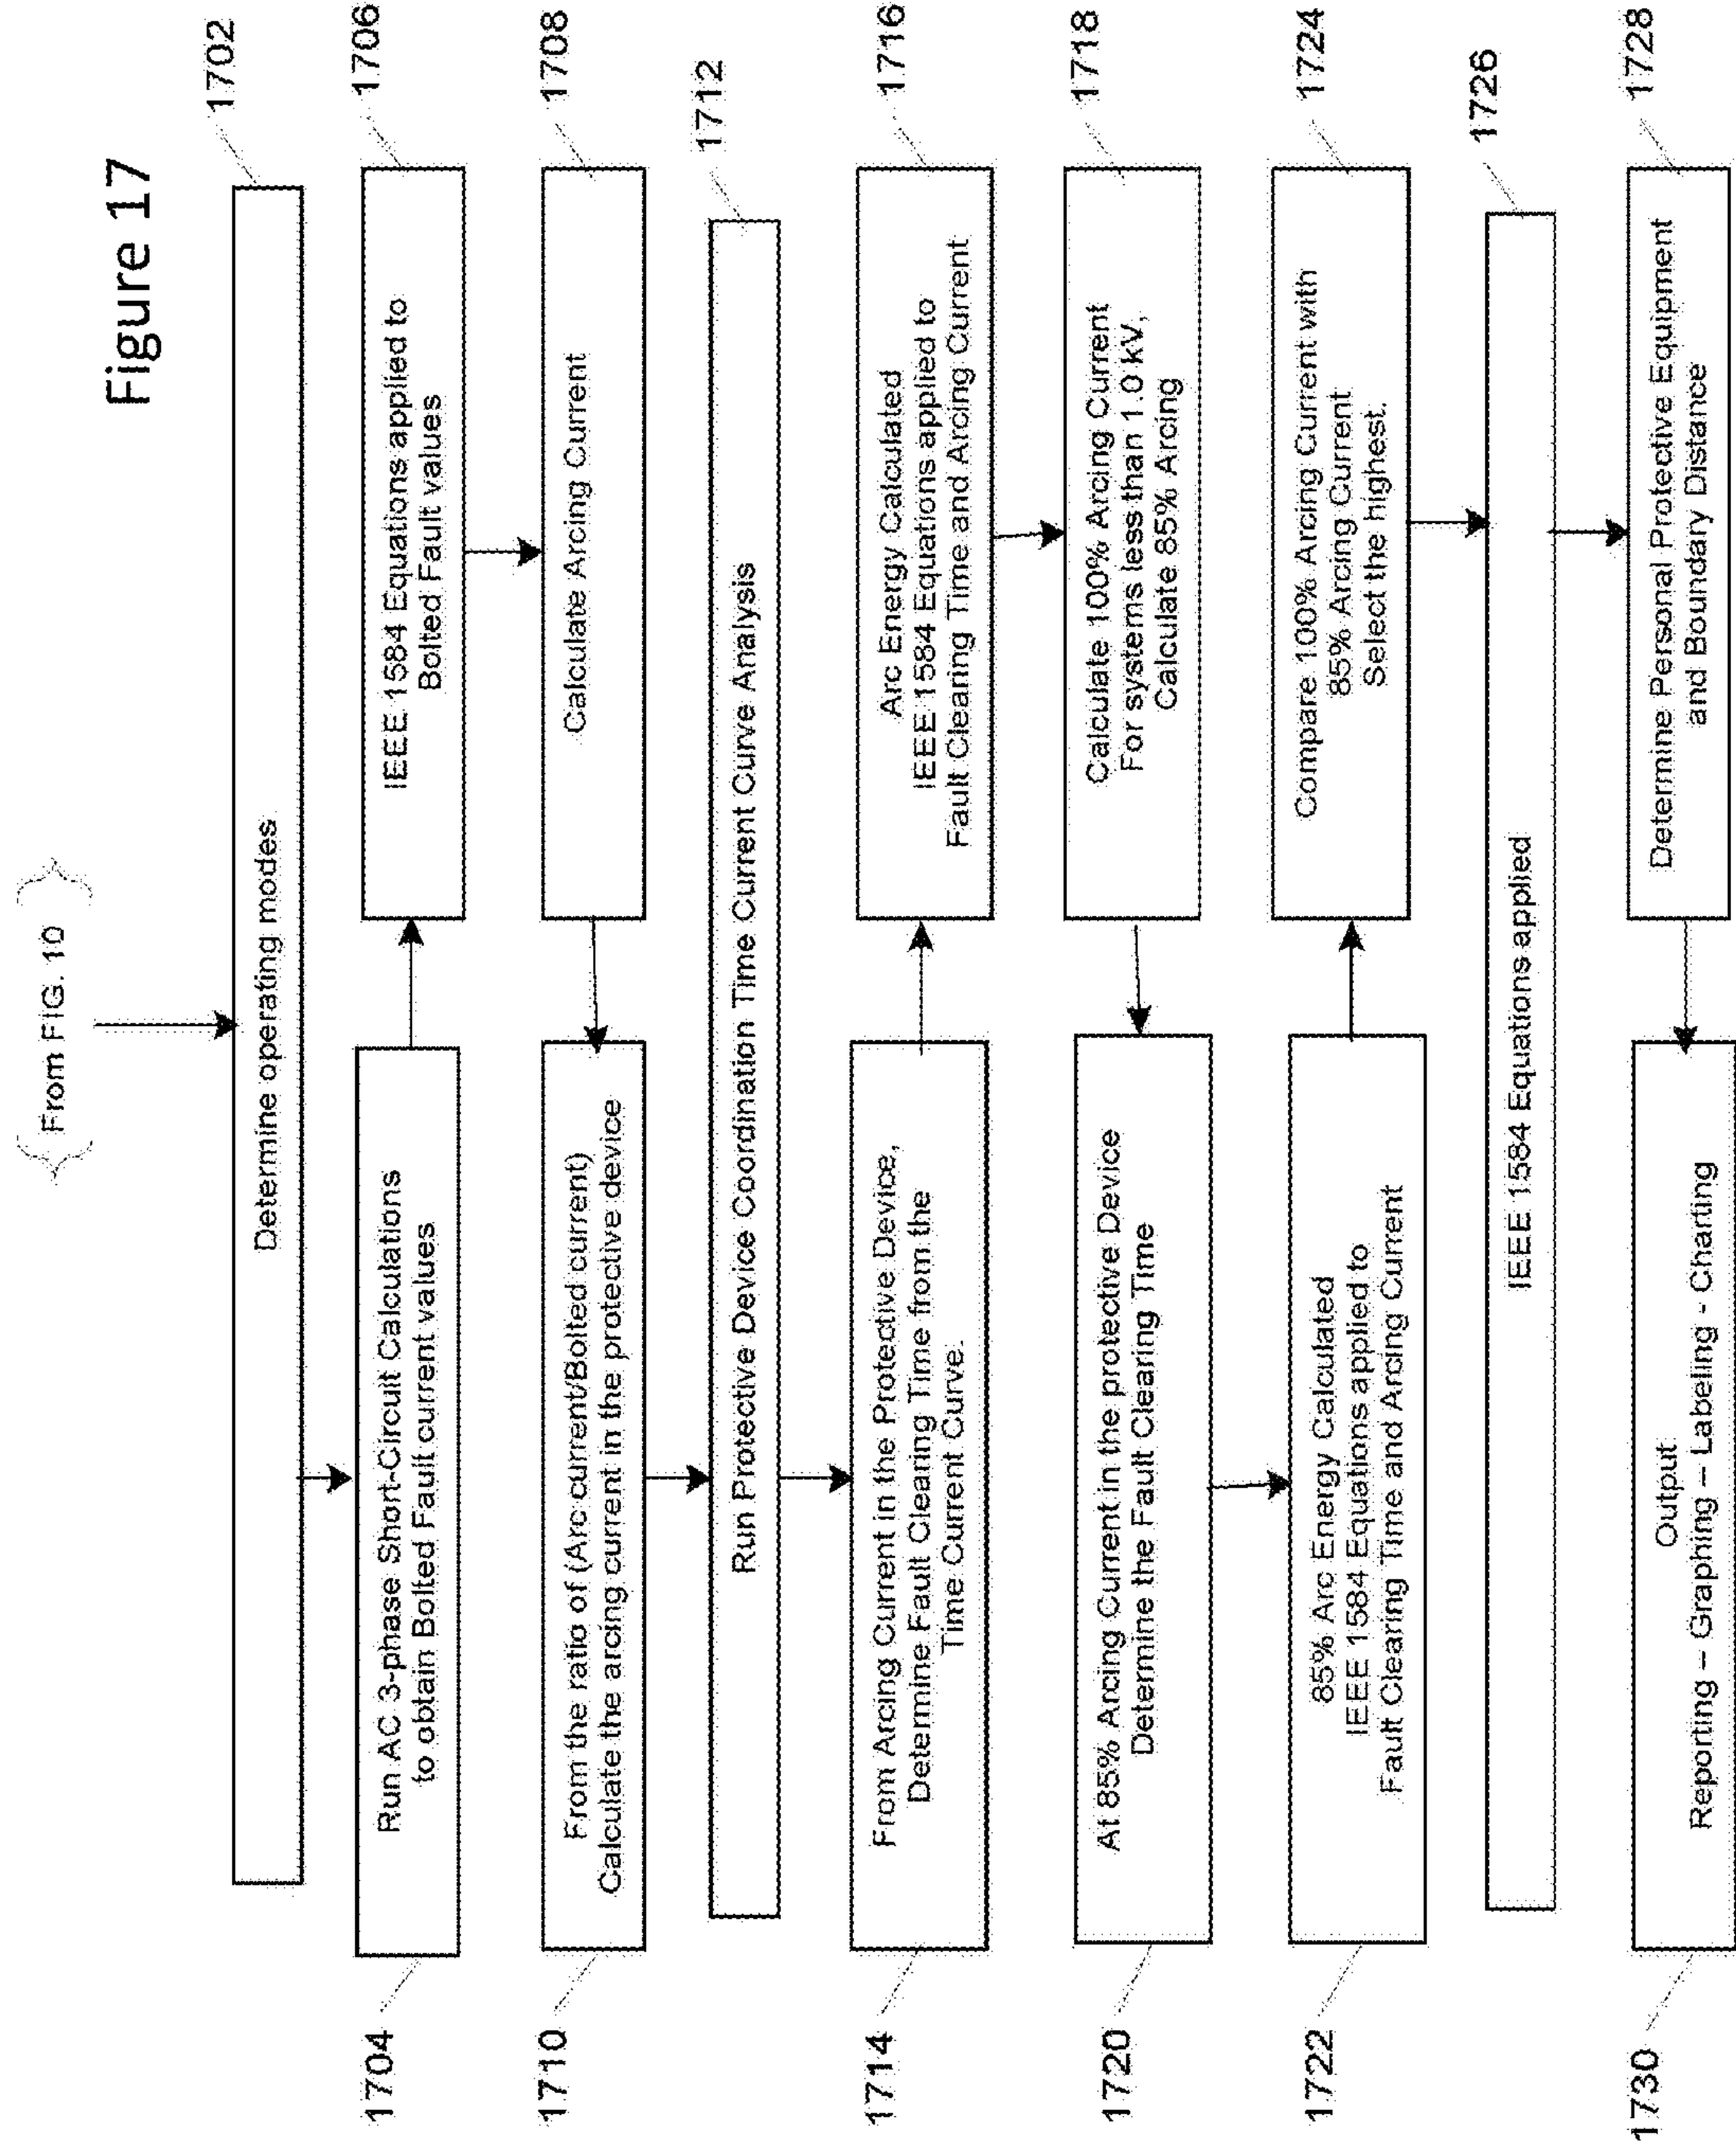 Figure 17
{ From FIG. 10 }
1702
Determine operating modes
1704
Run AC 3-phase Short-Circuit Calculations
to obtain Bolted Fault current values
1706
IEEE 1584 Equations applied to
Bolted Fault values
1708
Calculate Arcing Current
1710
From the ratio of (Arc current/Bolted current)
Calculate the arcing current in the protective device
1712
Run Protective Device Coordination Time Current Curve Analysis
1714
From Arcing Current in the Protective Device,
Determine Fault Clearing Time from the
Time Current Curve.
1716
Arc Energy Calculated
IEEE 1584 Equations applied to
Fault Clearing Time and Arcing Current
1718
Calculate 100% Arcing Current
For systems less than 1.0 kV,
Calculate 85% Arcing
1720
At 85% Arcing Current in the protective Device
Determine the Fault Clearing Time
1722
85% Arc Energy Calculated
IEEE 1584 Equations applied to
Fault Clearing Time and Arcing Current
1724
Compare 100% Arcing Current with
85% Arcing Current
Select the highest.
1726
IEEE 1584 Equations applied
1728
Determine Personal Protective Equipment
and Boundary Distance
1730
Output
Reporting – Graphing – Labeling - Charting